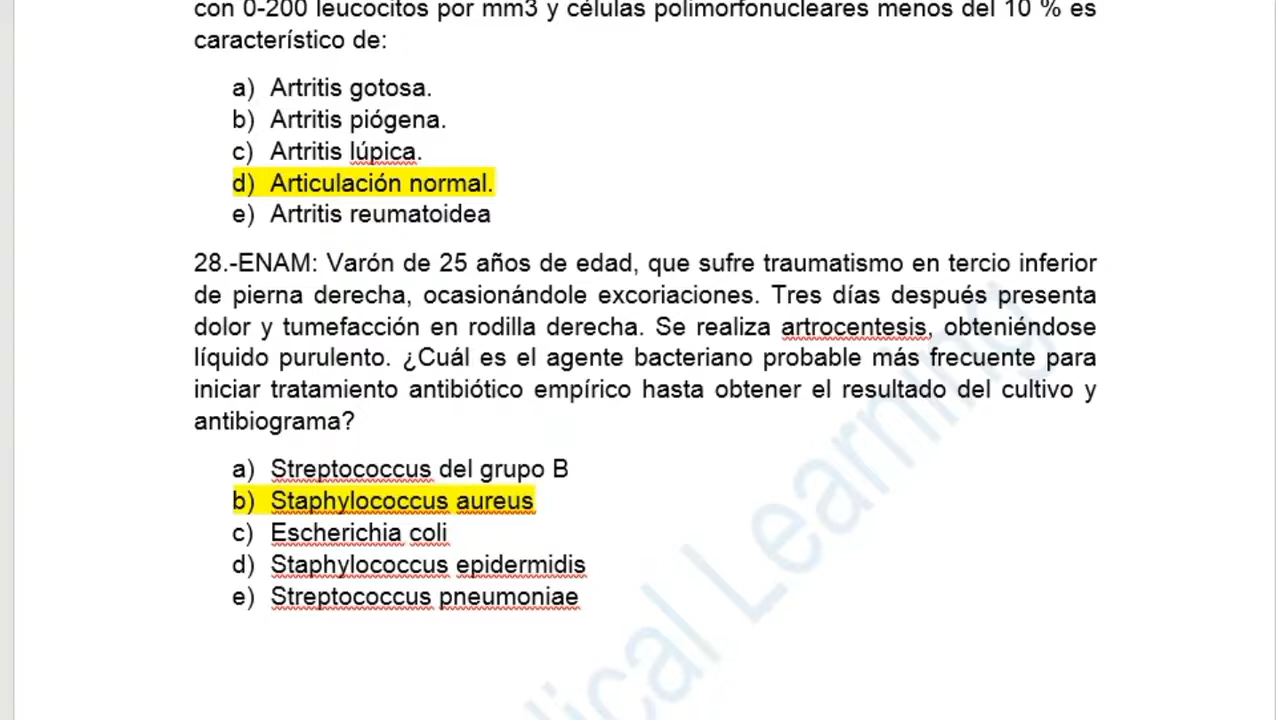 con 0-200 leucocitos por mm3 y células polimorfonucleares menos del 10 % es
característico de:
a) Artritis gotosa.
b) Artritis piógena.
c) Artritis lúpica.
d) Articulación normal.
e) Artritis reumatoidea
28.-ENAM: Varón de 25 años de edad, que sufre traumatismo en tercio inferior
de pierna derecha, ocasionándole excoriaciones. Tres días después presenta
dolor y tumefacción en rodilla derecha. Se realiza artrocentesis, obteniéndose
líquido purulento. ¿Cuál es el agente bacteriano probable más frecuente para
iniciar tratamiento antibiótico empírico hasta obtener el resultado del cultivo y
antibiograma?
a) Streptococcus del grupo B
b) Staphylococcus aureus
c) Escherichia coli
d) Staphylococcus epidermidis
e) Streptococcus pneumoniae
dical Learning